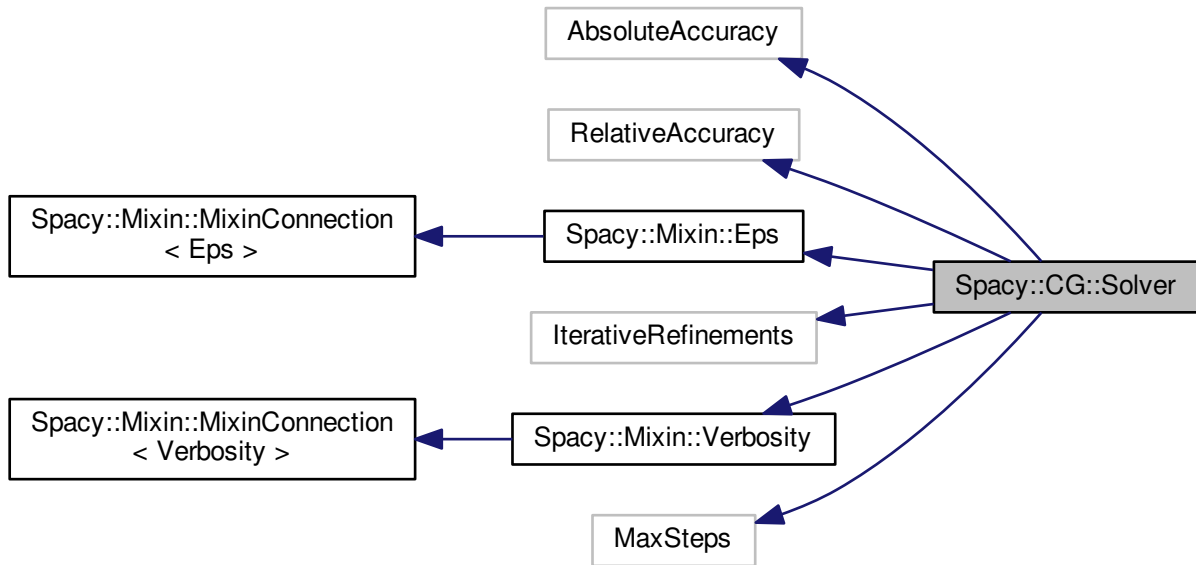 AbsoluteAccuracy
RelativeAccuracy
Spacy::Mixin::MixinConnection
< Eps >
Spacy::Mixin::Eps
Spacy::CG::Solver
IterativeRefinements
Spacy::Mixin::MixinConnection
< Verbosity >
Spacy::Mixin::Verbosity
MaxSteps